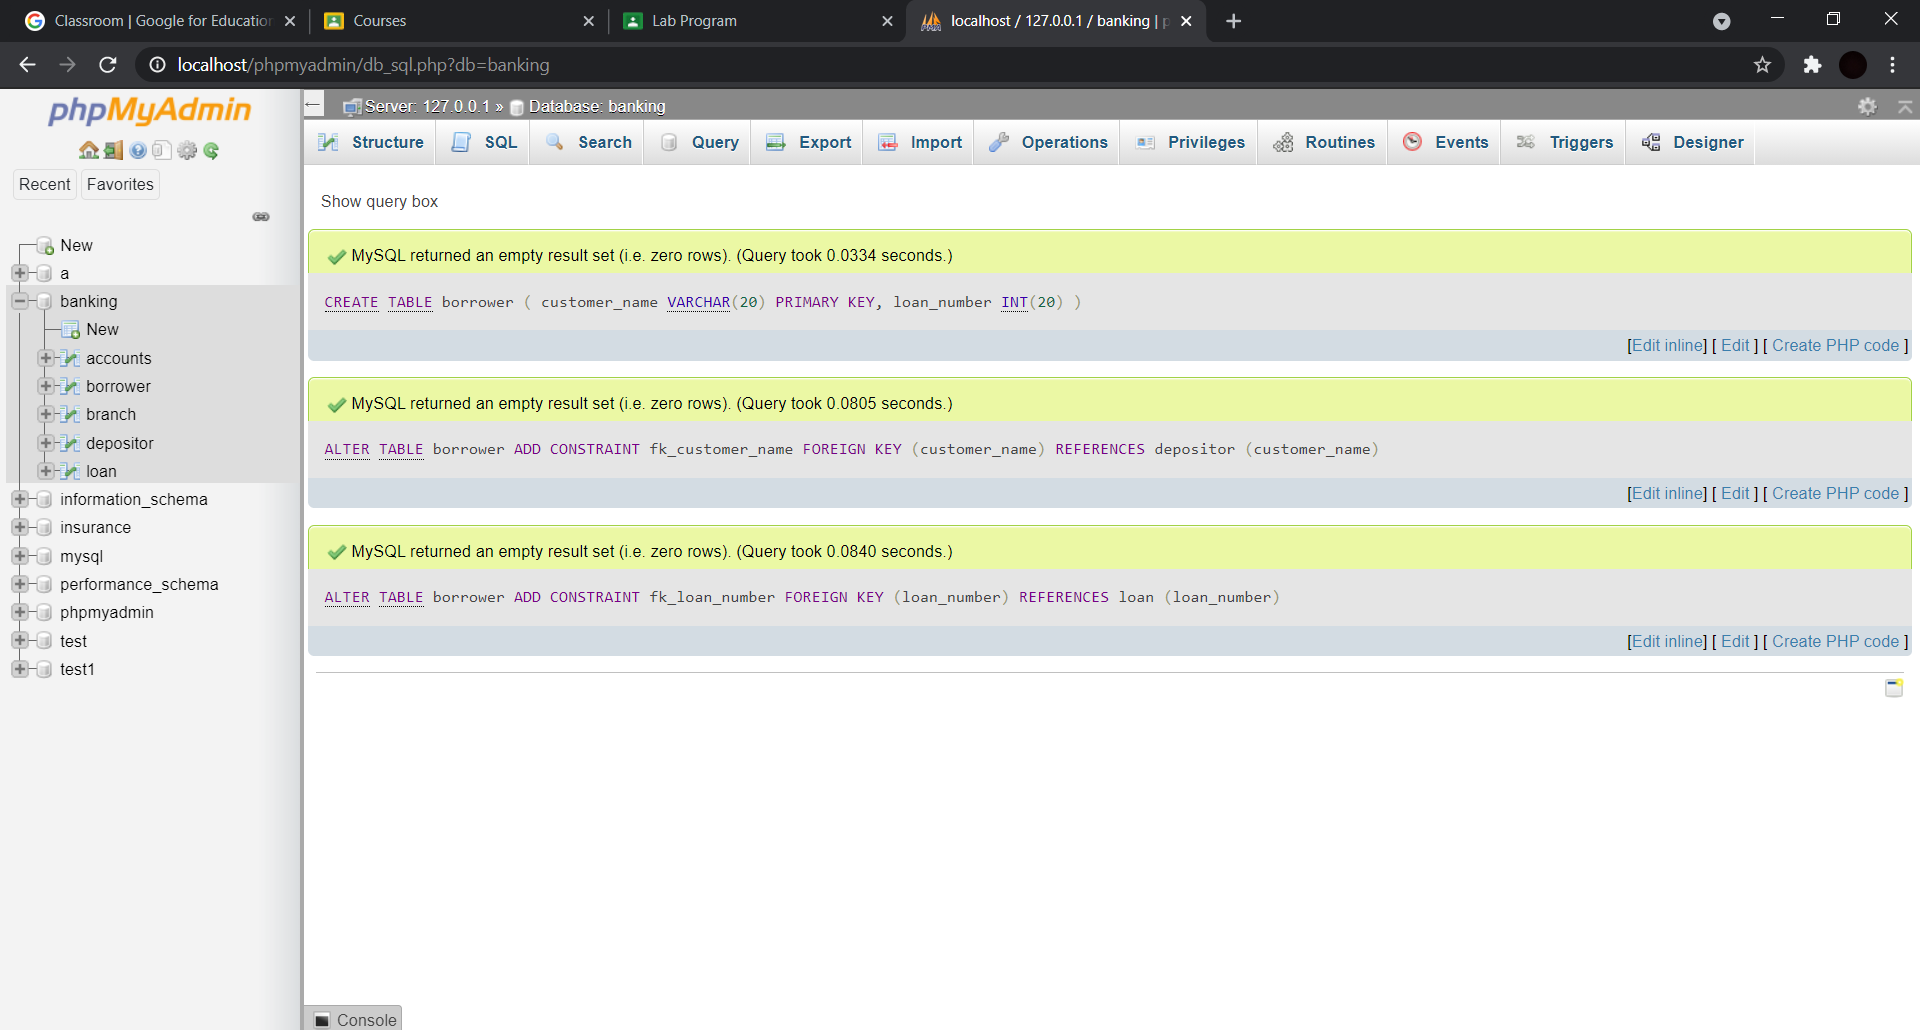 Classroom | Google for Education
Courses
Lab Program
localhost / 127.0.0.1 / banking | p
localhost/phpmyadmin/db_sql.php?db=banking
phpMyAdmin
Recent
Favorites
New
a
banking
New
accounts
borrower
branch
depositor
loan
information_schema
insurance
mysql
performance_schema
phpmyadmin
test
test1
Server: 127.0.0.1 » Database: banking
Structure SQL Search Query Export Import Operations Privileges Routines Events Triggers Designer
Show query box
MySQL returned an empty result set (i.e. zero rows). (Query took 0.0334 seconds.)
CREATE TABLE borrower ( customer_name VARCHAR(20) PRIMARY KEY, loan_number INT(20) )
[Edit inline] [ Edit ] [ Create PHP code ]
MySQL returned an empty result set (i.e. zero rows). (Query took 0.0805 seconds.)
ALTER TABLE borrower ADD CONSTRAINT fk_customer_name FOREIGN KEY (customer_name) REFERENCES depositor (customer_name)
[Edit inline] [ Edit ] [ Create PHP code ]
MySQL returned an empty result set (i.e. zero rows). (Query took 0.0840 seconds.)
ALTER TABLE borrower ADD CONSTRAINT fk_loan_number FOREIGN KEY (loan_number) REFERENCES loan (loan_number)
[Edit inline] [ Edit ] [ Create PHP code ]
Console